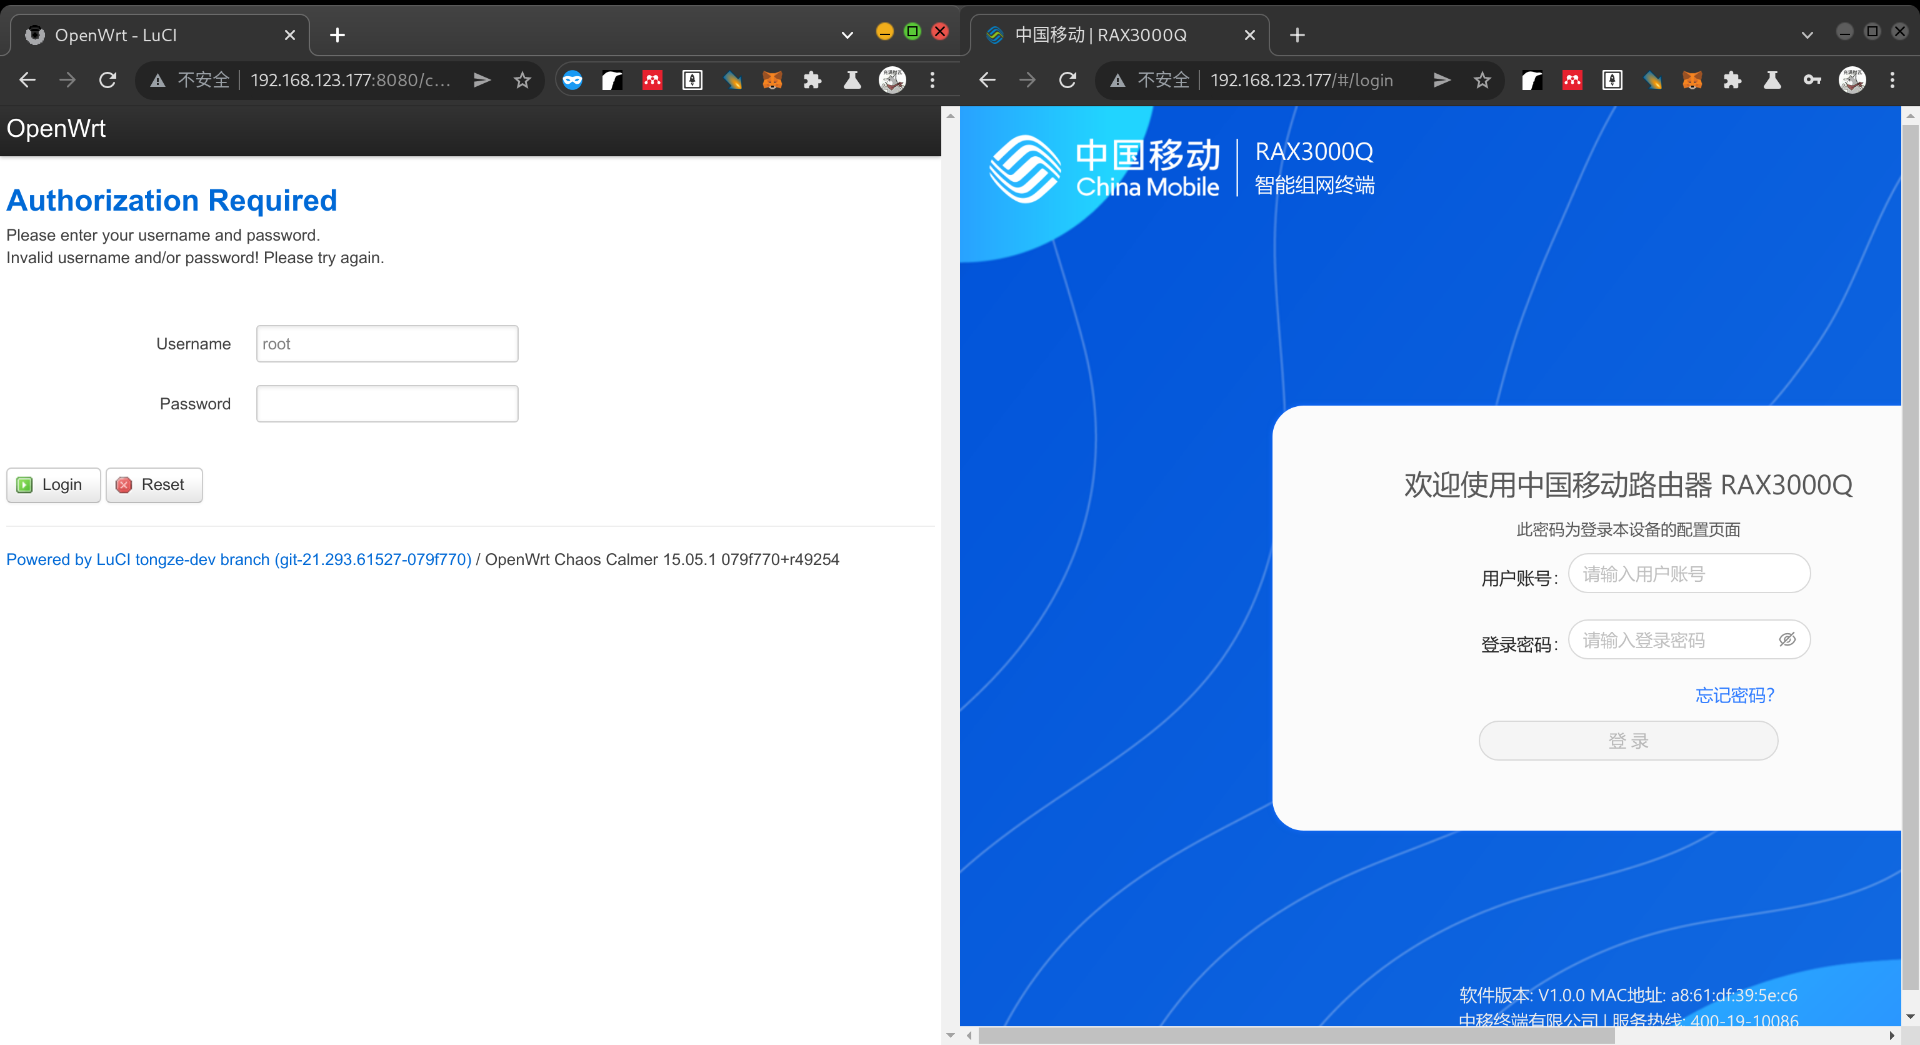 OpenWrt - LuCI
不安全 192.168.123.177:8080/c...
OpenWrt
Authorization Required
Please enter your username and password.
Invalid username and/or password! Please try again.
Username root
Password
Login Reset
Powered by LuCI tongze-dev branch (git-21.293.61527-079f770) / OpenWrt Chaos Calmer 15.05.1 079f770+r49254
中国移动 | RAX3000Q
不安全 192.168.123.177/#/login
中国移动
China Mobile
RAX3000Q
智能组网终端
欢迎使用中国移动路由器 RAX3000Q
此密码为登录本设备的配置页面
用户账号: 请输入用户账号
登录密码: 请输入登录密码
忘记密码?
登 录
软件版本: V1.0.0 MAC地址: a8:61:df:39:5e:c6
中移终端有限公司 | 服务热线: 400-19-10086